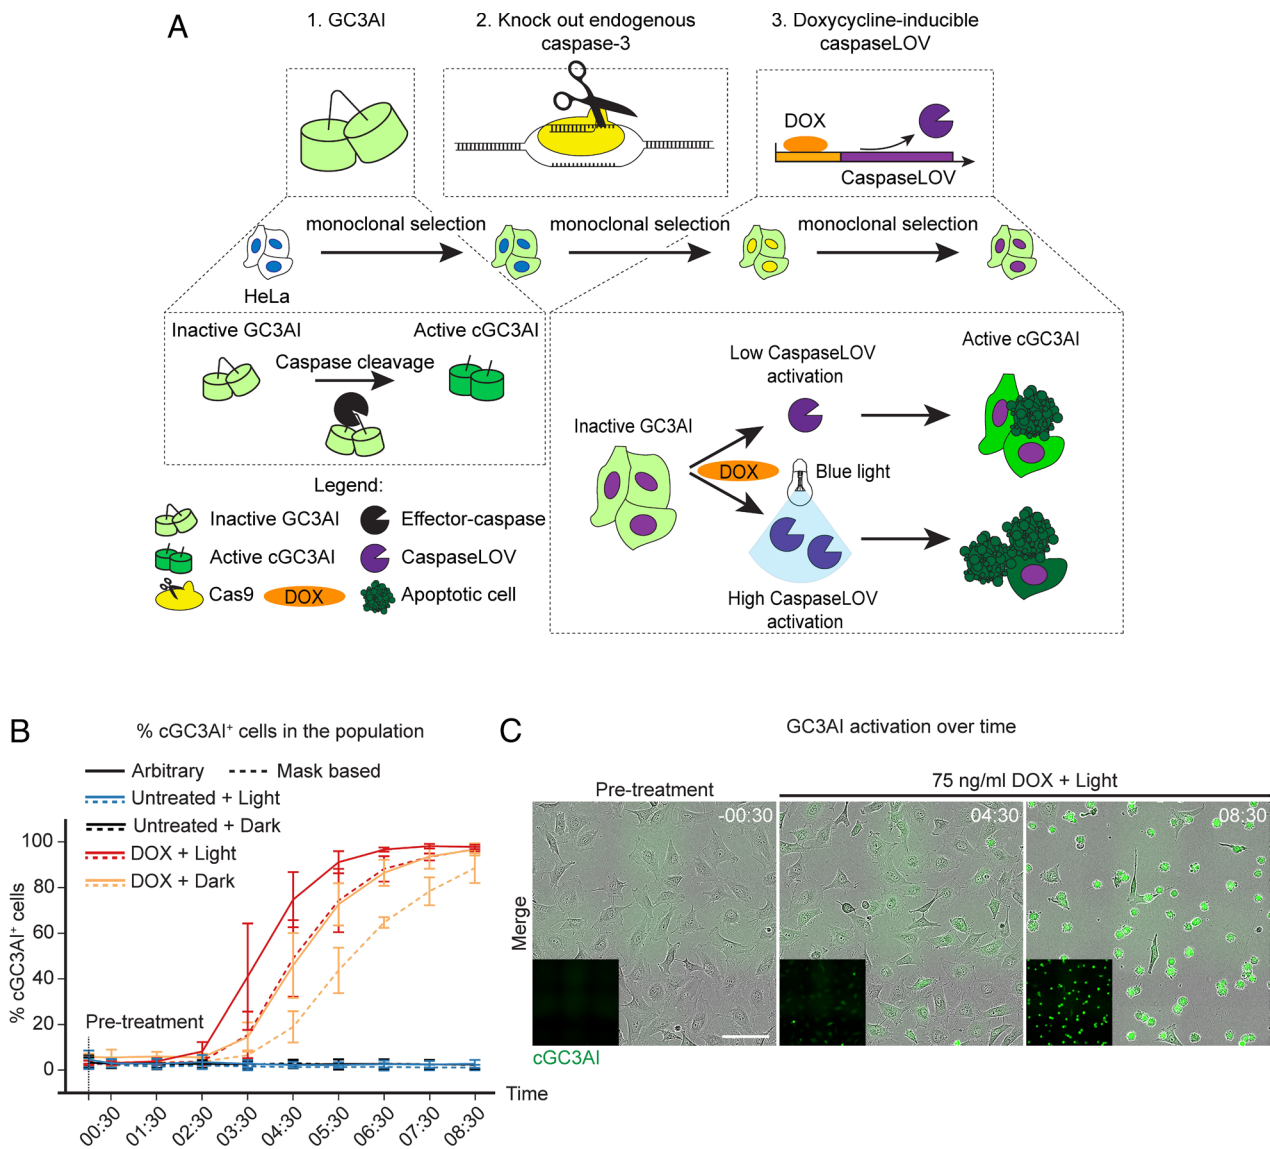 A
1. GC3AI
2. Knock out endogenous
caspase-3
3. Doxycycline-inducible
caspaseLOV
DOX
CaspaseLOV
monoclonal selection
monoclonal selection
monoclonal selection
HeLa
Inactive GC3AI
Active cGC3AI
Caspase cleavage
Low CaspaseLOV
activation
Active cGC3AI
Inactive GC3AI
DOX
Blue light
High CaspaseLOV
activation
Legend:
Inactive GC3AI
Effector-caspase
Active cGC3AI
CaspaseLOV
Cas9
DOX
Apoptotic cell
B
% cGC3AI⁺ cells in the population
Arbitrary
Mask based
Untreated + Light
Untreated + Dark
DOX + Light
DOX + Dark
% cGC3AI⁺ cells
100
80
60
40
20
0
Pre-treatment
Time
00:30
01:30
02:30
03:30
04:30
05:30
06:30
07:30
08:30
C
GC3AI activation over time
Pre-treatment
75 ng/ml DOX + Light
-00:30
04:30
08:30
Merge
cGC3AI